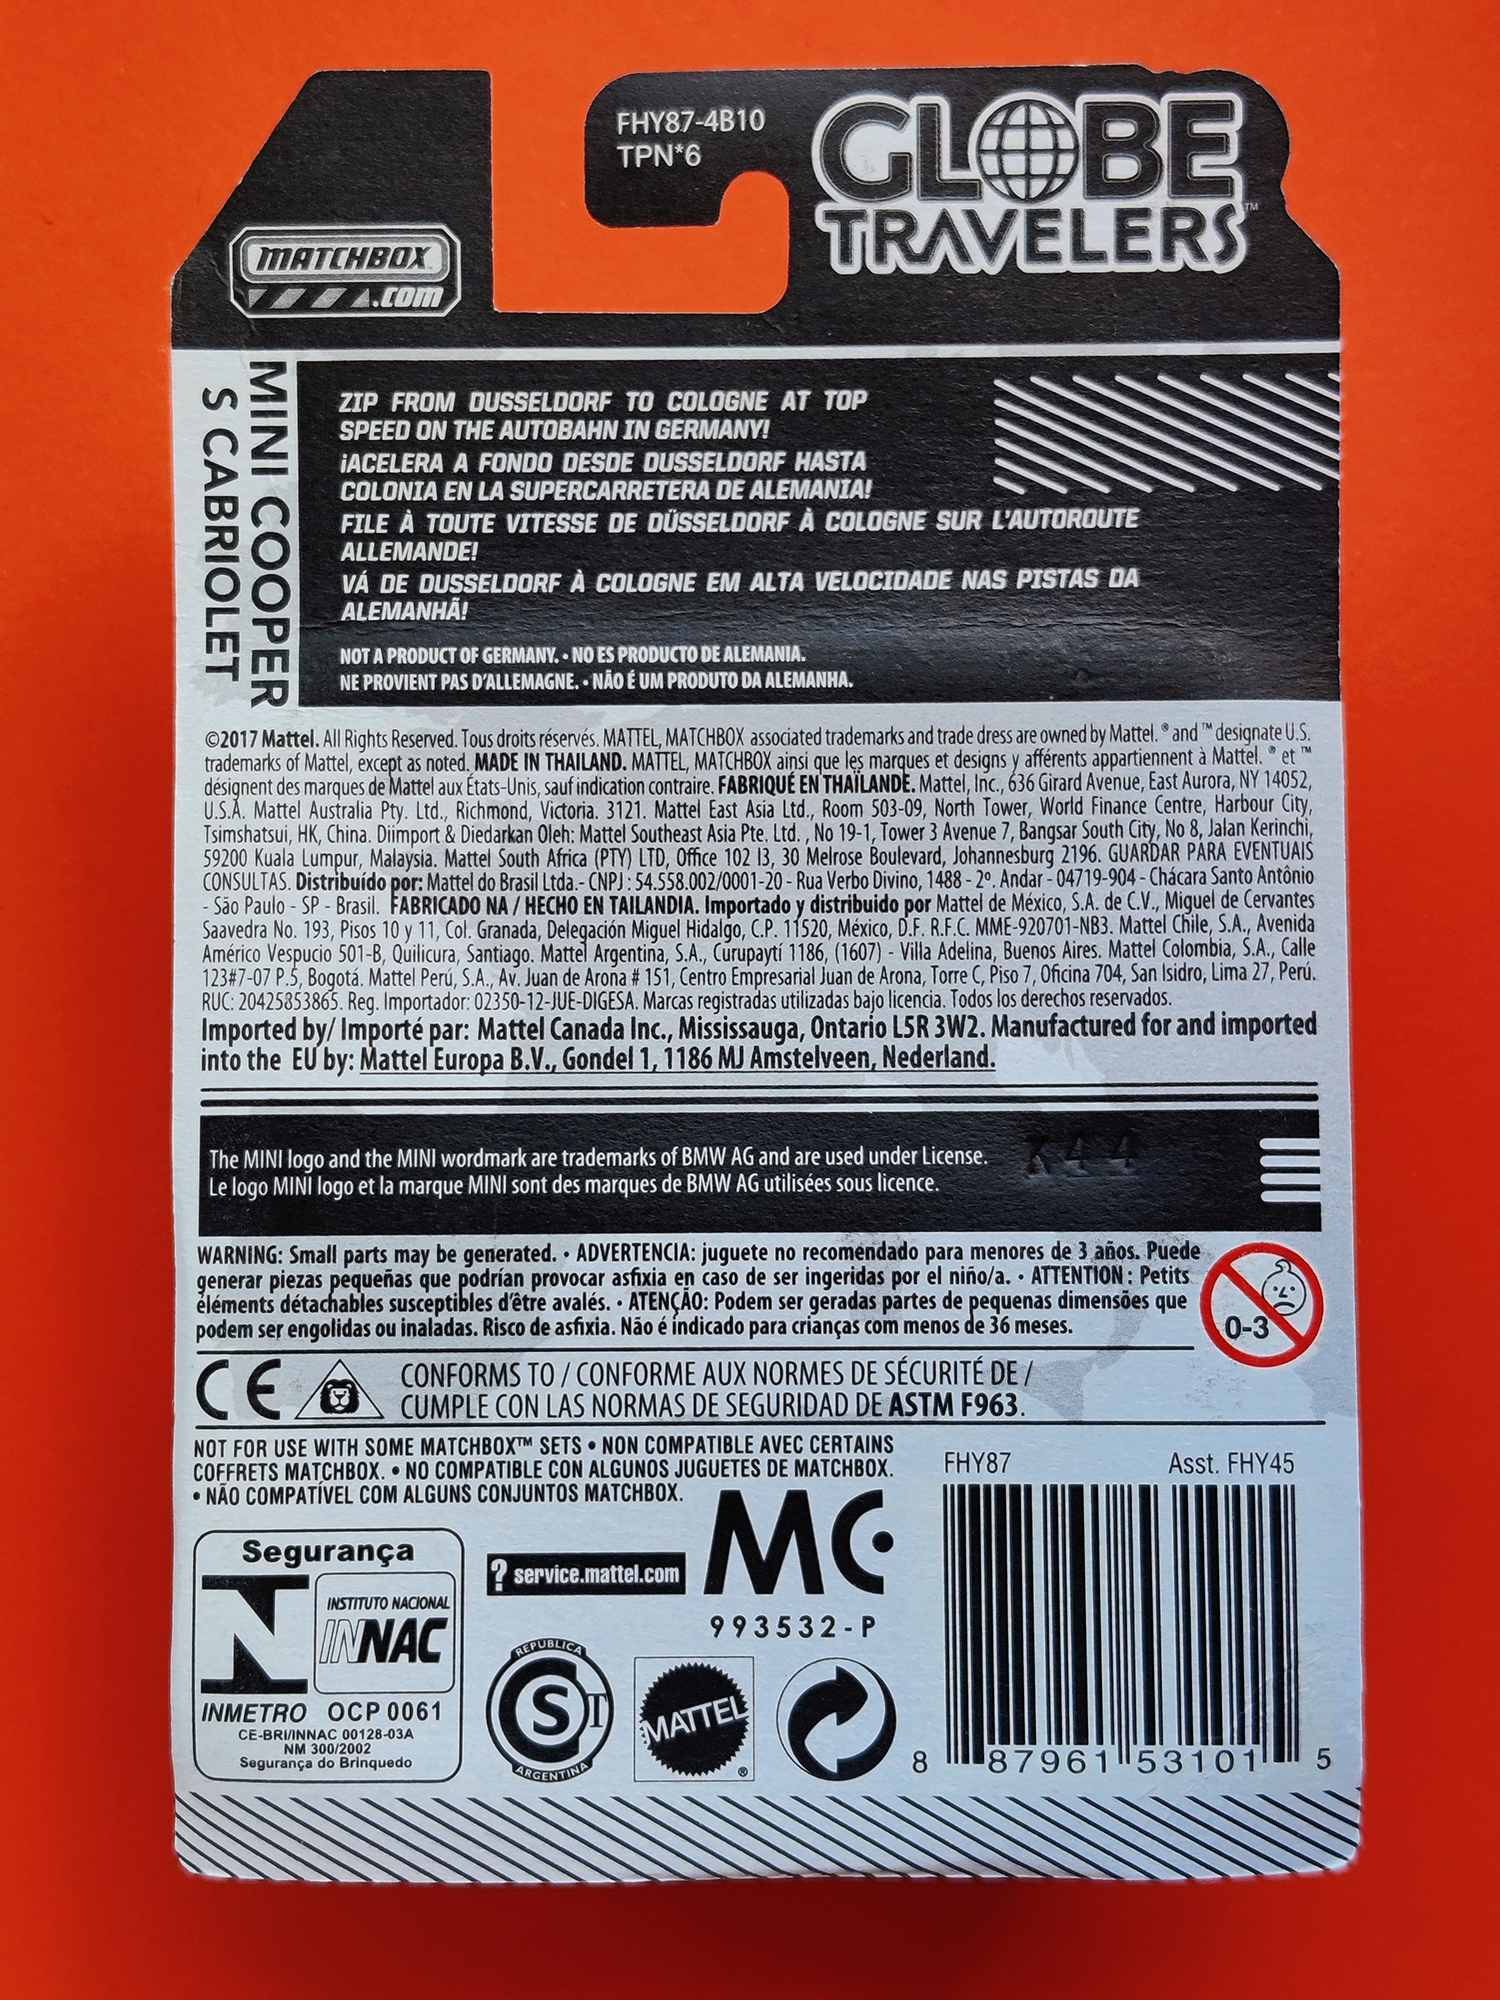 FHY87-4B10
TPN*6
GLOBE
TRAVELERS™
MATCHBOX
.com
MINI COOPER
S CABRIOLET
ZIP FROM DUSSELDORF TO COLOGNE AT TOP
SPEED ON THE AUTOBAHN IN GERMANY!
¡ACELERA A FONDO DESDE DUSSELDORF HASTA
COLONIA EN LA SUPERCARRETERA DE ALEMANIA!
FILE À TOUTE VITESSE DE DÜSSELDORF À COLOGNE SUR L'AUTOROUTE
ALLEMANDE!
VÁ DE DUSSELDORF À COLOGNE EM ALTA VELOCIDADE NAS PISTAS DA
ALEMANHÃ!
NOT A PRODUCT OF GERMANY. • NO ES PRODUCTO DE ALEMANIA.
NE PROVIENT PAS D'ALLEMAGNE. • NÃO É UM PRODUTO DA ALEMANHA.
©2017 Mattel. All Rights Reserved. Tous droits réservés. MATTEL, MATCHBOX associated trademarks and trade dress are owned by Mattel. ® and ™ designate U.S.
trademarks of Mattel, except as noted. MADE IN THAILAND. MATTEL, MATCHBOX ainsi que les marques et designs y afférents appartiennent à Mattel. ® et ™
désignent des marques de Mattel aux États-Unis, sauf indication contraire. FABRIQUÉ EN THAÏLANDE. Mattel, Inc., 636 Girard Avenue, East Aurora, NY 14052,
U.S.A. Mattel Australia Pty. Ltd., Richmond, Victoria. 3121. Mattel East Asia Ltd., Room 503-09, North Tower, World Finance Centre, Harbour City,
Tsimshatsui, HK, China. Diimport & Diedarkan Oleh: Mattel Southeast Asia Pte. Ltd. , No 19-1, Tower 3 Avenue 7, Bangsar South City, No 8, Jalan Kerinchi,
59200 Kuala Lumpur, Malaysia. Mattel South Africa (PTY) LTD, Office 102 I3, 30 Melrose Boulevard, Johannesburg 2196. GUARDAR PARA EVENTUAIS
CONSULTAS. Distribuído por: Mattel do Brasil Ltda.- CNPJ : 54.558.002/0001-20 - Rua Verbo Divino, 1488 - 2º. Andar - 04719-904 - Chácara Santo Antônio
- São Paulo - SP - Brasil. FABRICADO NA / HECHO EN TAILANDIA. Importado y distribuido por Mattel de México, S.A. de C.V., Miguel de Cervantes
Saavedra No. 193, Pisos 10 y 11, Col. Granada, Delegación Miguel Hidalgo, C.P. 11520, México, D.F. R.F.C. MME-920701-NB3. Mattel Chile, S.A., Avenida
Américo Vespucio 501-B, Quilicura, Santiago. Mattel Argentina, S.A., Curupaytí 1186, (1607) - Villa Adelina, Buenos Aires. Mattel Colombia, S.A., Calle
123#7-07 P.5, Bogotá. Mattel Perú, S.A., Av. Juan de Arona # 151, Centro Empresarial Juan de Arona, Torre C, Piso 7, Oficina 704, San Isidro, Lima 27, Perú.
RUC: 20425853865. Reg. Importador: 02350-12-JUE-DIGESA. Marcas registradas utilizadas bajo licencia. Todos los derechos reservados.
Imported by/ Importé par: Mattel Canada Inc., Mississauga, Ontario L5R 3W2. Manufactured for and imported
into the EU by: Mattel Europa B.V., Gondel 1, 1186 MJ Amstelveen, Nederland.
The MINI logo and the MINI wordmark are trademarks of BMW AG and are used under License.
Le logo MINI logo et la marque MINI sont des marques de BMW AG utilisées sous licence.
K44
WARNING: Small parts may be generated. • ADVERTENCIA: juguete no recomendado para menores de 3 años. Puede
generar piezas pequeñas que podrían provocar asfixia en caso de ser ingeridas por el niño/a. • ATTENTION : Petits
éléments détachables susceptibles d'être avalés. • ATENÇÃO: Podem ser geradas partes de pequenas dimensões que
podem ser engolidas ou inaladas. Risco de asfixia. Não é indicado para crianças com menos de 36 meses.
0-3
CE
CONFORMS TO / CONFORME AUX NORMES DE SÉCURITÉ DE /
CUMPLE CON LAS NORMAS DE SEGURIDAD DE ASTM F963.
NOT FOR USE WITH SOME MATCHBOX™ SETS • NON COMPATIBLE AVEC CERTAINS
COFFRETS MATCHBOX. • NO COMPATIBLE CON ALGUNOS JUGUETES DE MATCHBOX.
• NÃO COMPATÍVEL COM ALGUNS CONJUNTOS MATCHBOX.
FHY87 Asst. FHY45
Segurança
INSTITUTO NACIONAL
INNAC
INMETRO OCP 0061
CE-BRI/INNAC 00128-03A
NM 300/2002
Segurança do Brinquedo
? service.mattel.com
MC
993532-P
REPUBLICA
S T
ARGENTINA
MATTEL
®
8 87961 53101 5